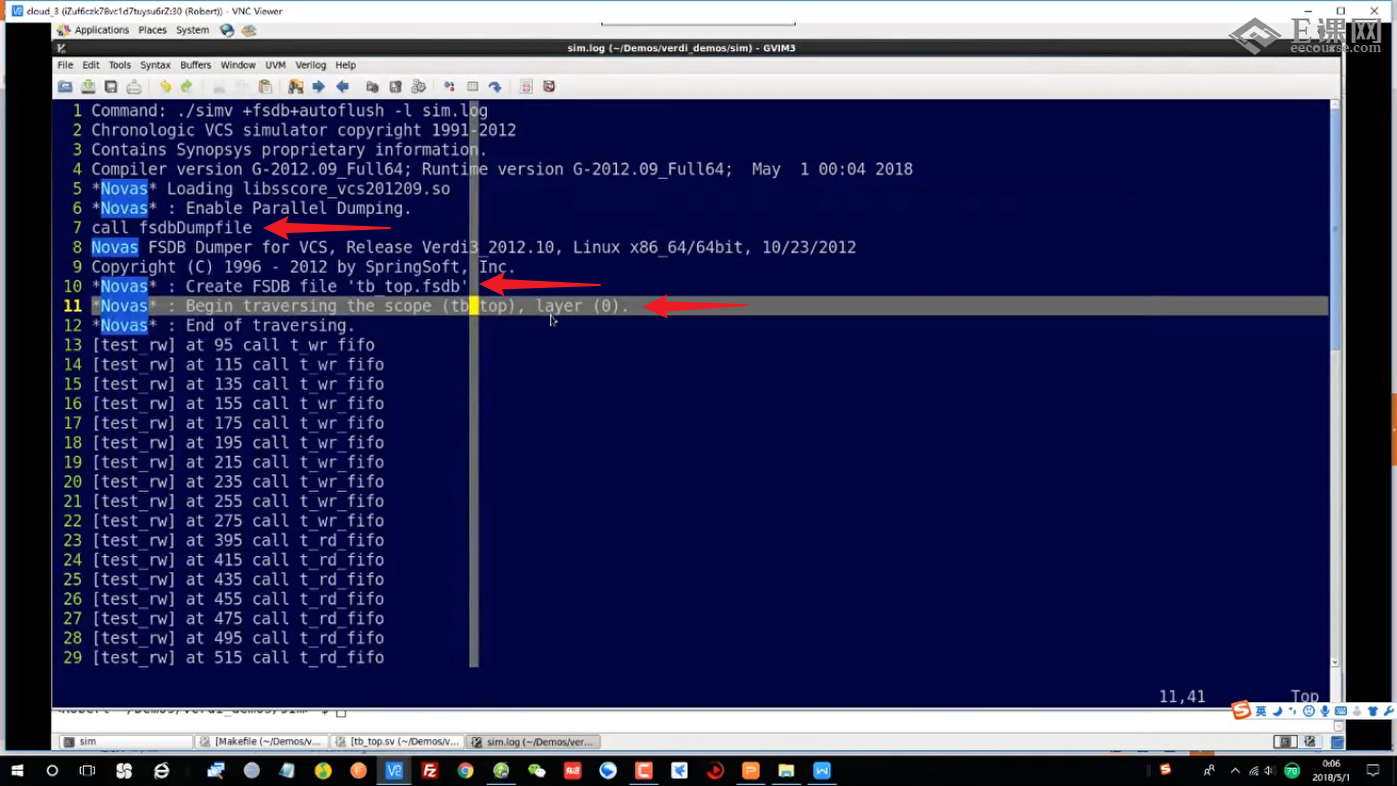 cloud_3 (iZuf6czk78vc1d7tuysu6rZ:30 (Robert)) - VNC Viewer
Applications Places System
E课网
eecourse.com
sim.log (~/Demos/verdi_demos/sim) - GVIM3
File Edit Tools Syntax Buffers Window UVM Verilog Help
1 Command: ./simv +fsdb+autoflush -l sim.log
2 Chronologic VCS simulator copyright 1991-2012
3 Contains Synopsys proprietary information.
4 Compiler version G-2012.09_Full64; Runtime version G-2012.09_Full64;  May  1 00:04 2018
5 *Novas* Loading libsscore_vcs201209.so
6 *Novas* : Enable Parallel Dumping.
7 call fsdbDumpfile
8 Novas FSDB Dumper for VCS, Release Verdi3_2012.10, Linux x86_64/64bit, 10/23/2012
9 Copyright (C) 1996 - 2012 by SpringSoft, Inc.
10 *Novas* : Create FSDB file 'tb_top.fsdb'
11 *Novas* : Begin traversing the scope (tb_top), layer (0).
12 *Novas* : End of traversing.
13 [test_rw] at 95 call t_wr_fifo
14 [test_rw] at 115 call t_wr_fifo
15 [test_rw] at 135 call t_wr_fifo
16 [test_rw] at 155 call t_wr_fifo
17 [test_rw] at 175 call t_wr_fifo
18 [test_rw] at 195 call t_wr_fifo
19 [test_rw] at 215 call t_wr_fifo
20 [test_rw] at 235 call t_wr_fifo
21 [test_rw] at 255 call t_wr_fifo
22 [test_rw] at 275 call t_wr_fifo
23 [test_rw] at 395 call t_rd_fifo
24 [test_rw] at 415 call t_rd_fifo
25 [test_rw] at 435 call t_rd_fifo
26 [test_rw] at 455 call t_rd_fifo
27 [test_rw] at 475 call t_rd_fifo
28 [test_rw] at 495 call t_rd_fifo
29 [test_rw] at 515 call t_rd_fifo
11,41 Top
英
sim [Makefile (~/Demos/v... [tb_top.sv (~/Demos/v... sim.log (~/Demos/ver...
0:06
2018/5/1